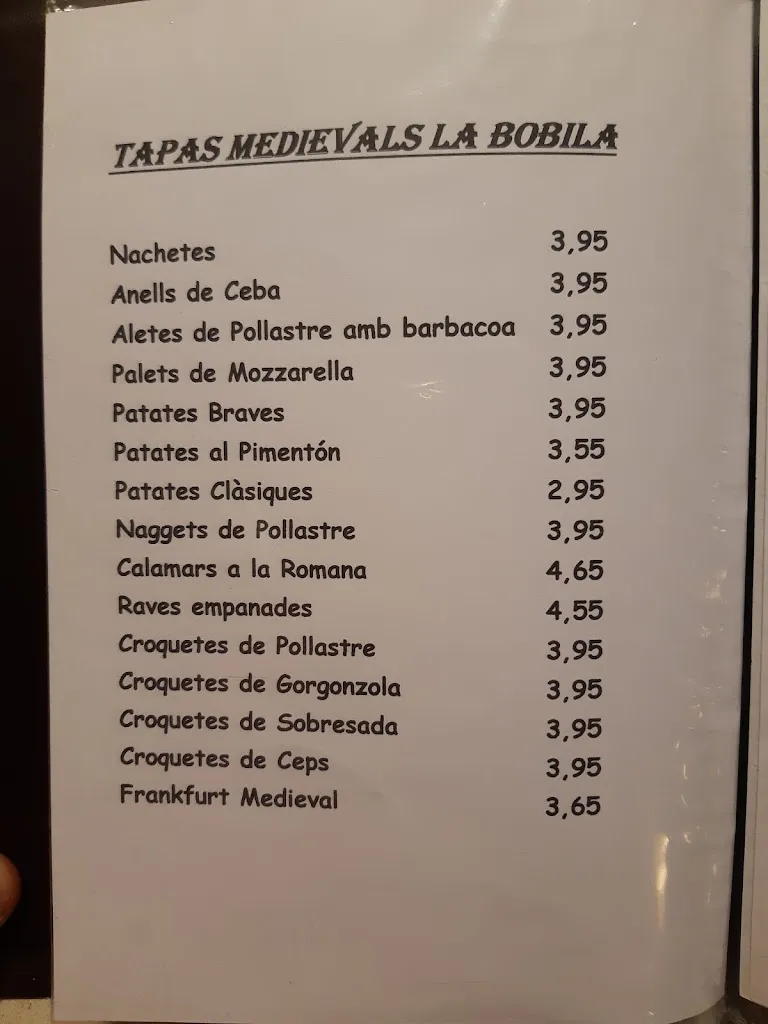 TAPAS MEDIEVALS LA BOBILA
Nachetes 3,95
Anells de Ceba 3,95
Aletes de Pollastre amb barbacoa 3,95
Palets de Mozzarella 3,95
Patates Braves 3,95
Patates al Pimentón 3,55
Patates Clàsiques 2,95
Naggets de Pollastre 3,95
Calamars a la Romana 4,65
Raves empanades 4,55
Croquetes de Pollastre 3,95
Croquetes de Gorgonzola 3,95
Croquetes de Sobresada 3,95
Croquetes de Ceps 3,95
Frankfurt Medieval 3,65